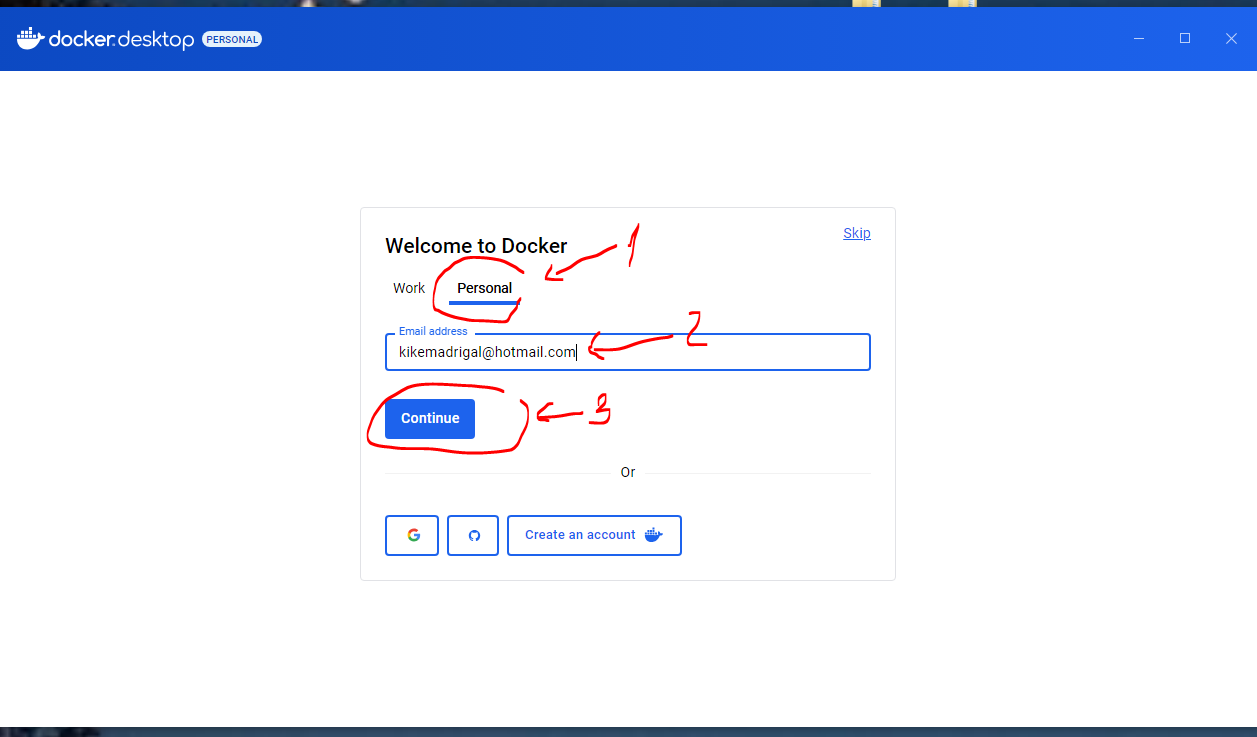 docker.desktop PERSONAL
Skip
Welcome to Docker
1
Work Personal
2
Email address
kikemadrigal@hotmail.com
Continue
3
Or
Create an account